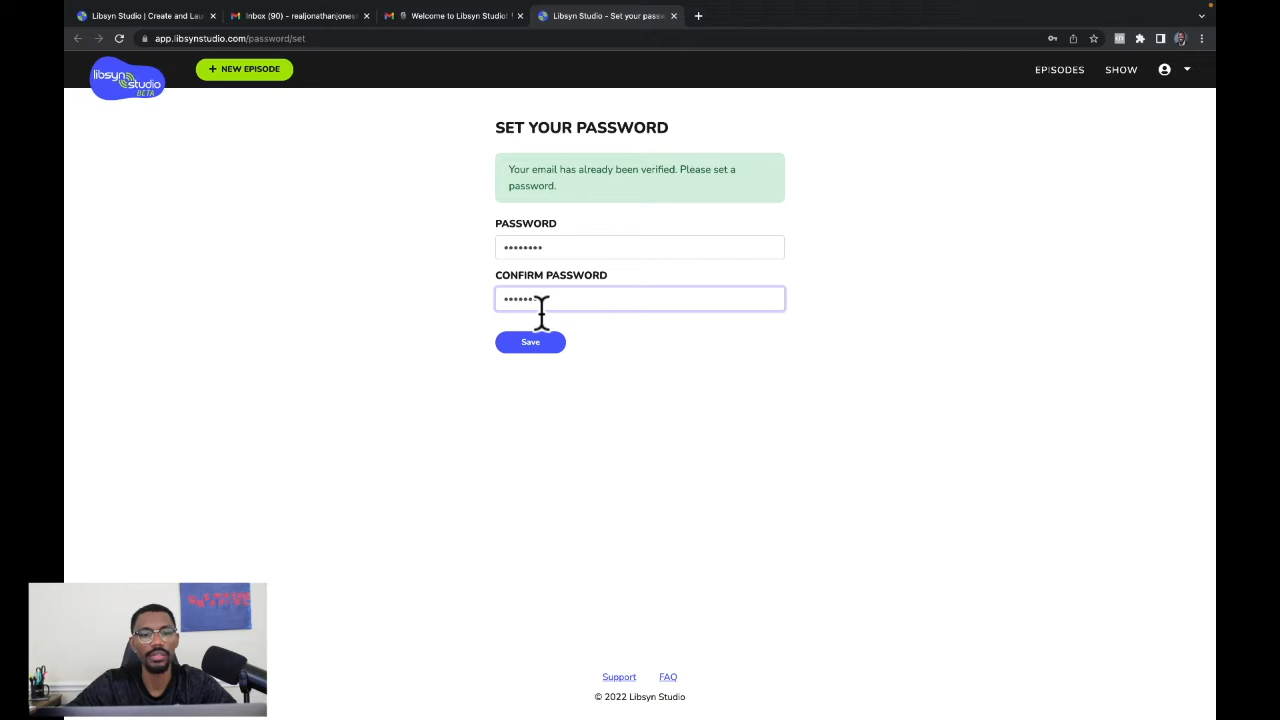 Libsyn Studio | Create and Lau
Inbox (90) - realjonathanjones
Welcome to Libsyn Studio!
Libsyn Studio - Set your passw
app.libsynstudio.com/password/set
libsyn
studio
BETA
+ NEW EPISODE
EPISODES
SHOW
SET YOUR PASSWORD
Your email has already been verified. Please set a
password.
PASSWORD
••••••••
CONFIRM PASSWORD
Save
Support
FAQ
© 2022 Libsyn Studio